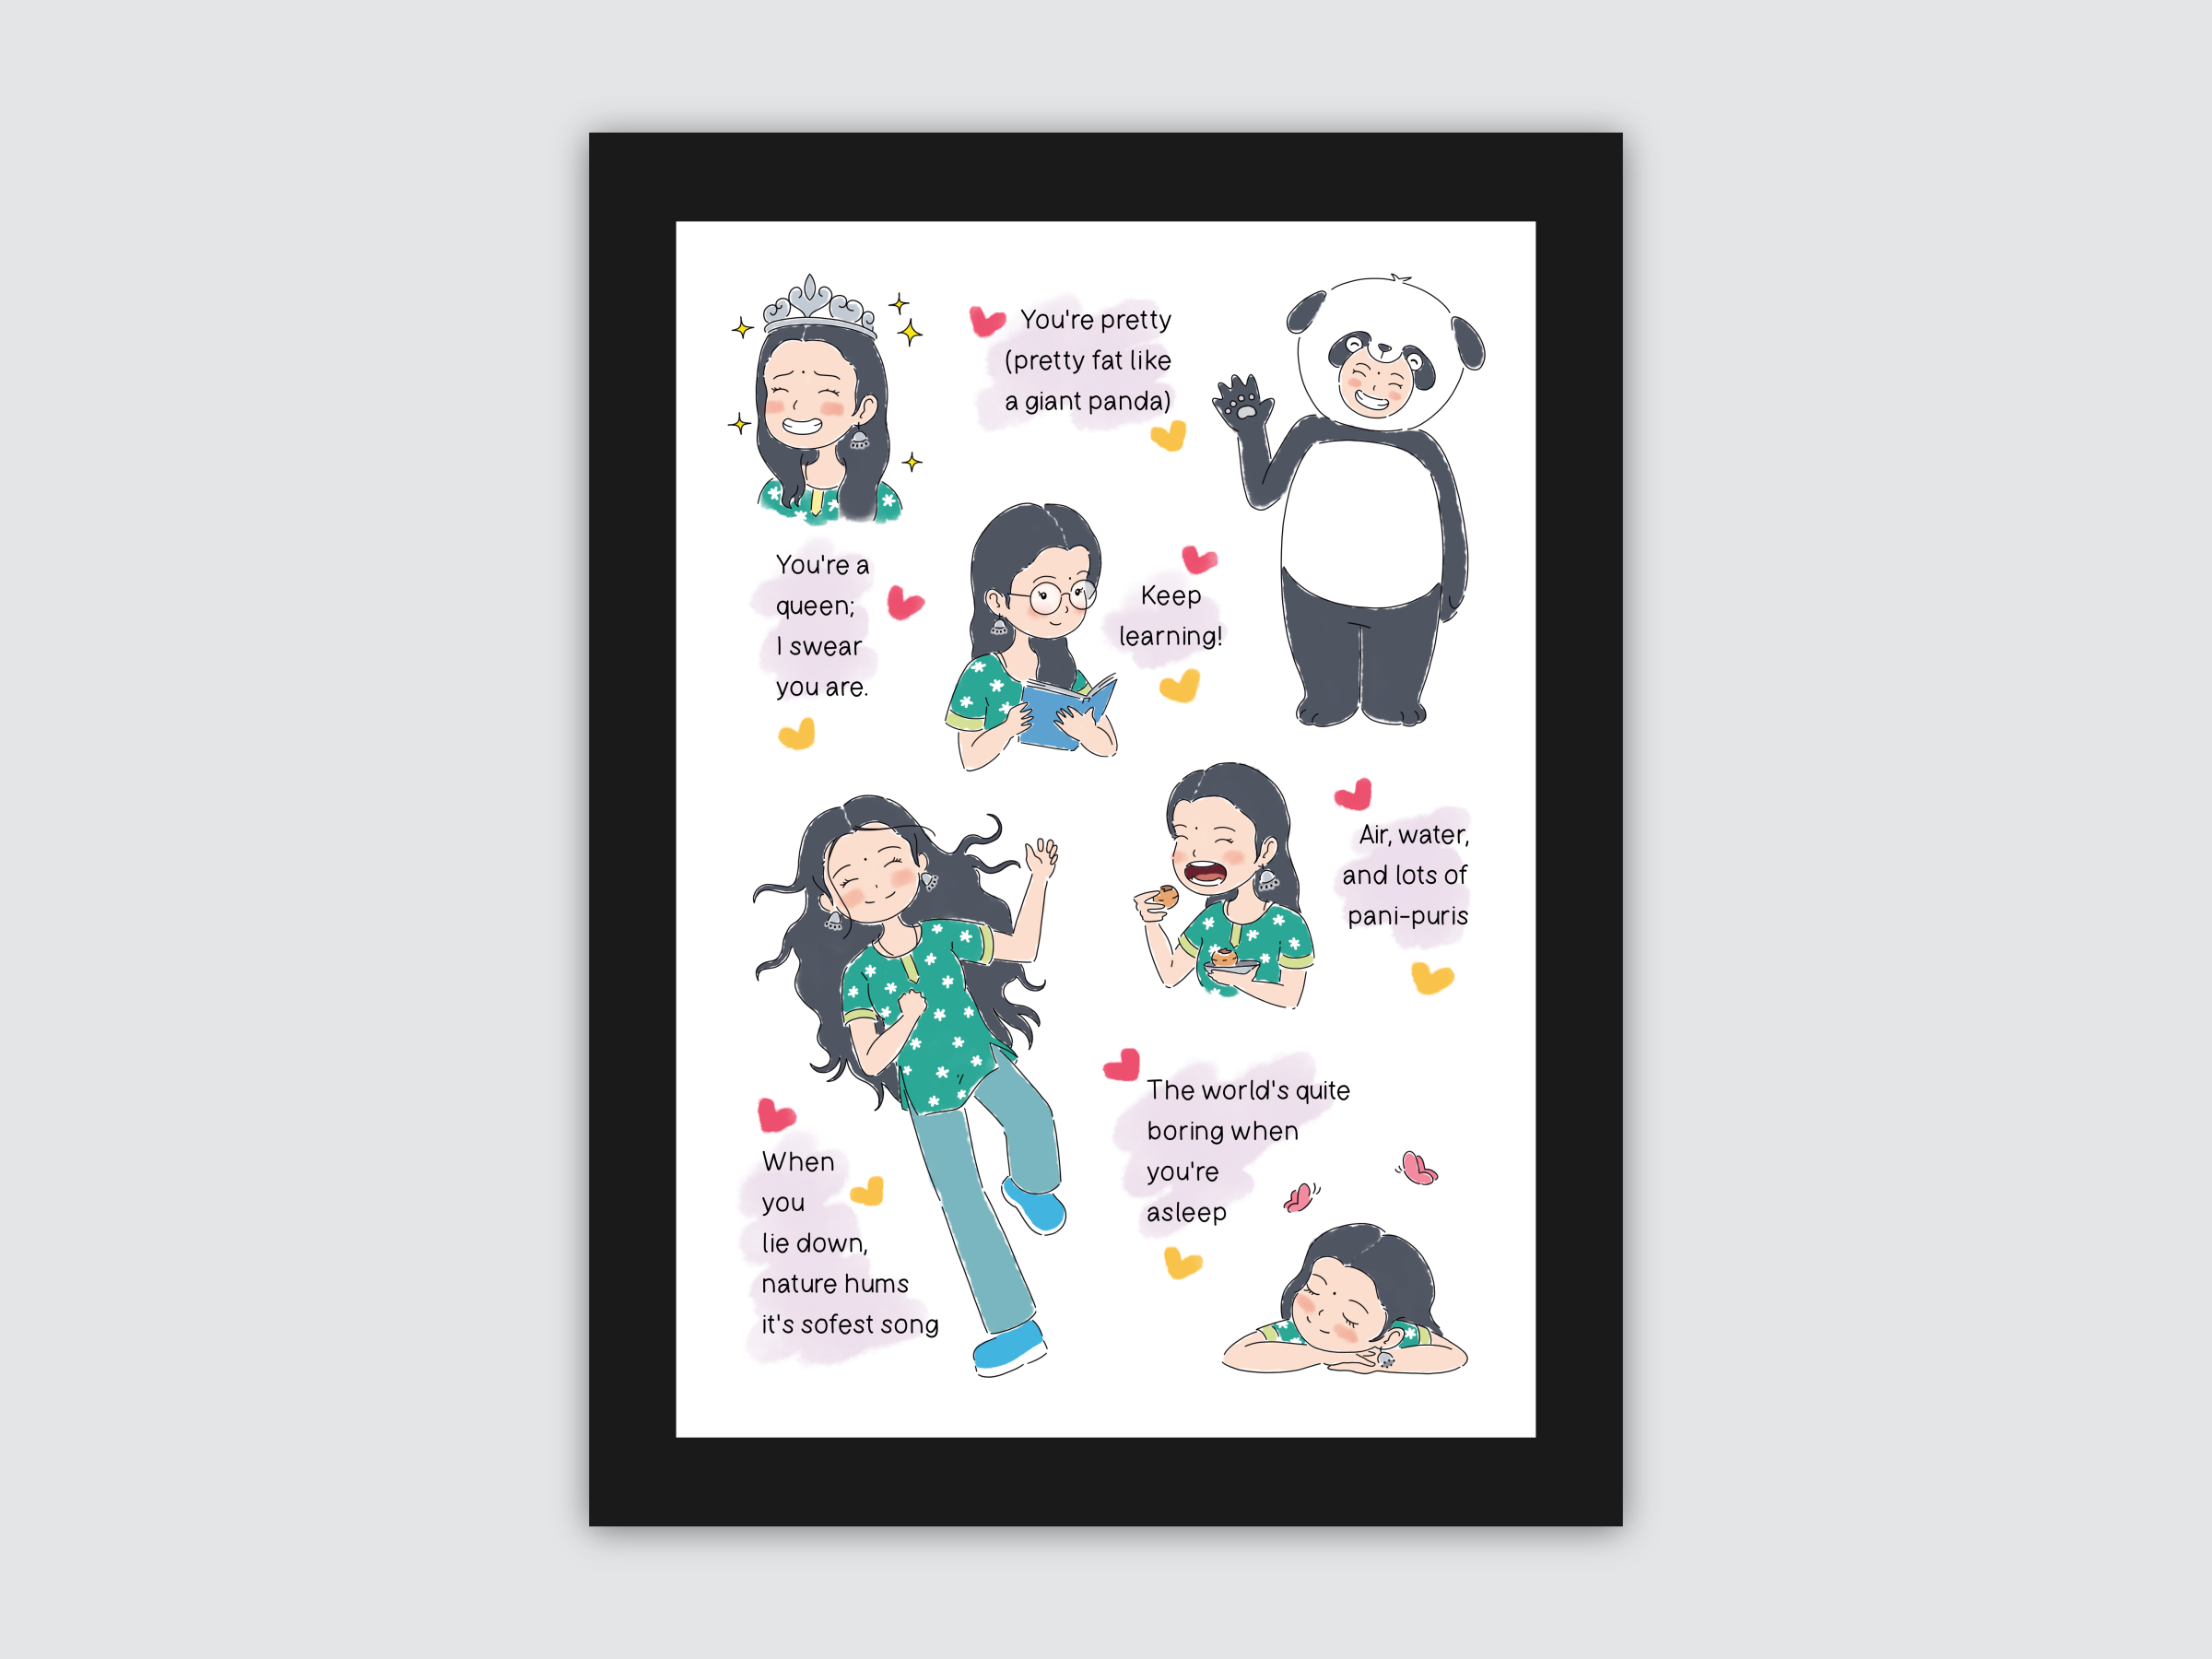 You're pretty
(pretty fat like
a giant panda)
You're a
queen;
I swear
you are.
Keep
learning!
Air, water,
and lots of
pani-puris
The world's quite
boring when
you're
asleep
When
you
lie down,
nature hums
it's sofest song